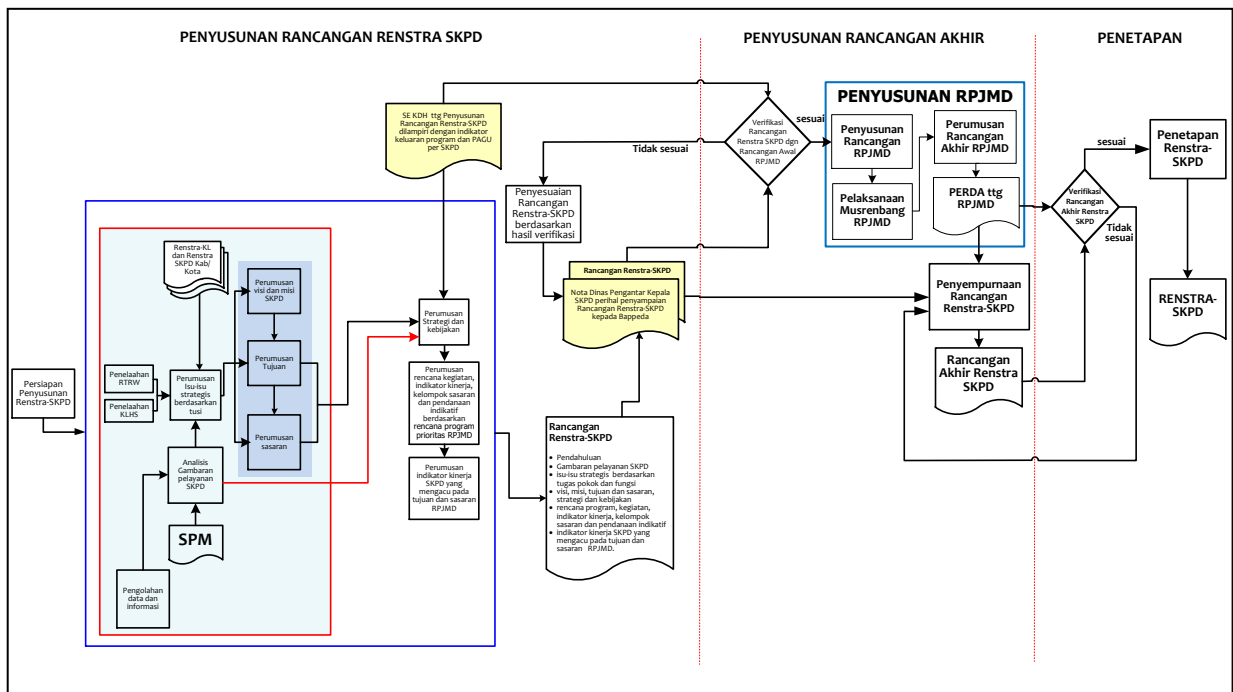 PENYUSUNAN RANCANGAN RENSTRA SKPD
PENYUSUNAN RANCANGAN AKHIR
PENETAPAN
SE KDH ttg Penyusunan
Rancangan Renstra-SKPD
dilampiri dengan indikator
keluaran program dan PAGU
per SKPD
Tidak sesuai
Verifikasi
Rancangan
Renstra SKPD dgn
Rancangan Awal
RPJMD
sesuai
PENYUSUNAN RPJMD
Penyusunan
Rancangan
RPJMD
Perumusan
Rancangan
Akhir RPJMD
Pelaksanaan
Musrenbang
RPJMD
PERDA ttg
RPJMD
sesuai
Verifikasi
Rancangan
Akhir Renstra
SKPD
Tidak
sesuai
Penetapan
Renstra-
SKPD
RENSTRA-
SKPD
Penyesuaian
Rancangan
Renstra-SKPD
berdasarkan
hasil verifikasi
Rancangan Renstra-SKPD
Nota Dinas Pengantar Kepala
SKPD perihal penyampaian
Rancangan Renstra-SKPD
kepada Bappeda
Penyempurnaan
Rancangan
Renstra-SKPD
Rancangan
Akhir Renstra
SKPD
Persiapan
Penyusunan
Renstra-SKPD
Renstra-KL
dan Renstra
SKPD Kab/
Kota
Penelaahan
RTRW
Penelaahan
KLHS
Perumusan
Isu-isu
strategis
berdasarkan
tusi
Perumusan
visi dan misi
SKPD
Perumusan
Tujuan
Perumusan
sasaran
Analisis
Gambaran
pelayanan
SKPD
SPM
Pengolahan
data dan
informasi
Perumusan
Strategi dan
kebijakan
Perumusan
rencana kegiatan,
indikator kinerja,
kelompok sasaran
dan pendanaan
indikatif
berdasarkan
rencana program
prioritas RPJMD
Perumusan
indikator kinerja
SKPD yang
mengacu pada
tujuan dan sasaran
RPJMD
Rancangan
Renstra-SKPD
• Pendahuluan
• Gambaran pelayanan SKPD
• isu-isu strategis berdasarkan
tugas pokok dan fungsi
• visi, misi, tujuan dan sasaran,
strategi dan kebijakan
• rencana program, kegiatan,
indikator kinerja, kelompok
sasaran dan pendanaan indikatif
• indikator kinerja SKPD yang
mengacu pada tujuan dan
sasaran RPJMD.